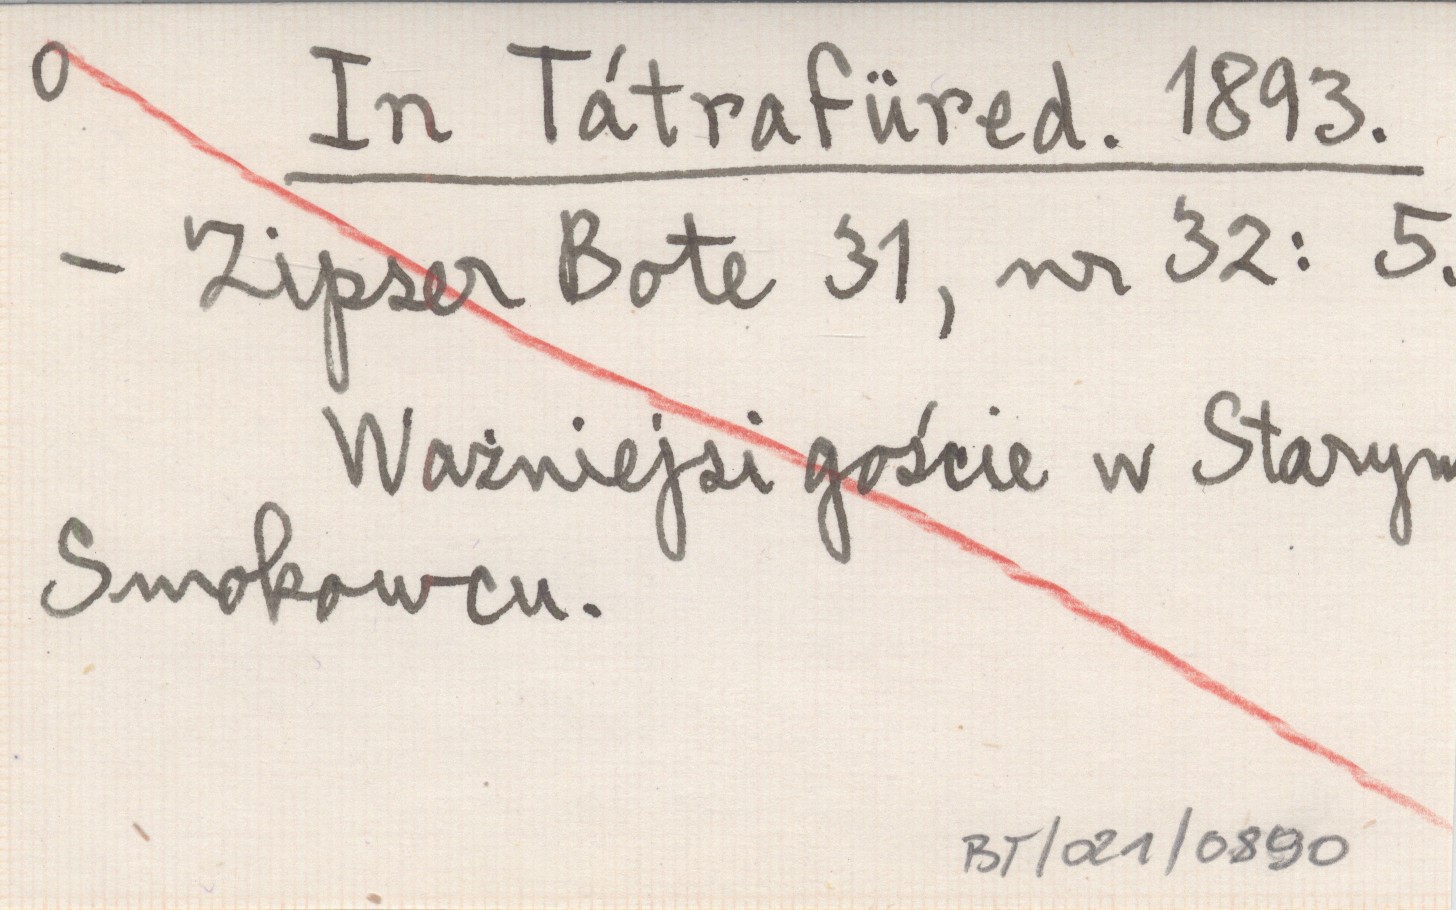 0 In Tátrafüred. 1893.
- Zipser Bote 31, nr 32: 5.
Ważniejsi goście w Starym
Smokowcu.
BT/021/0890